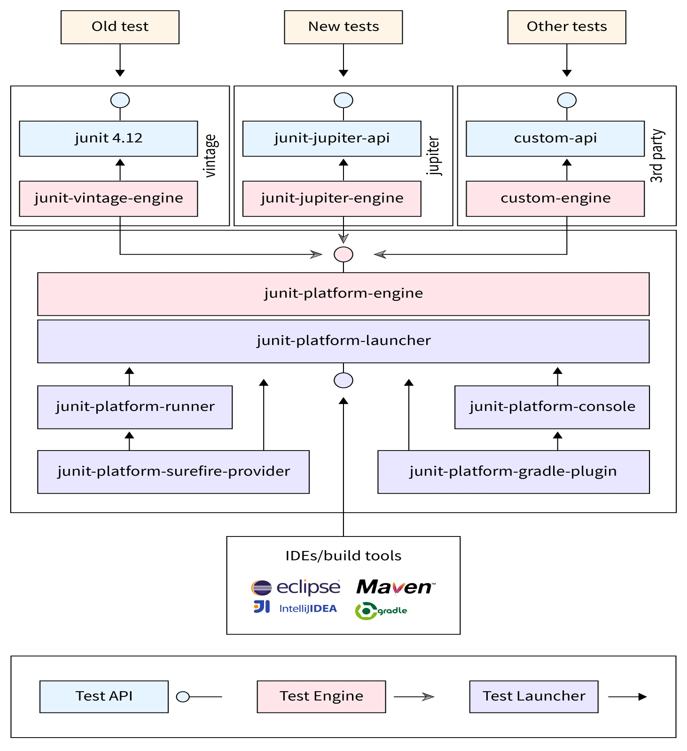 Old test
New tests
Other tests
junit 4.12
vintage
junit-vintage-engine
junit-jupiter-api
jupiter
junit-jupiter-engine
custom-api
3rd party
custom-engine
junit-platform-engine
junit-platform-launcher
junit-platform-runner
junit-platform-console
junit-platform-surefire-provider
junit-platform-gradle-plugin
IDEs/build tools
eclipse
Maven™
IntelliJIDEA
gradle
Test API
Test Engine
Test Launcher